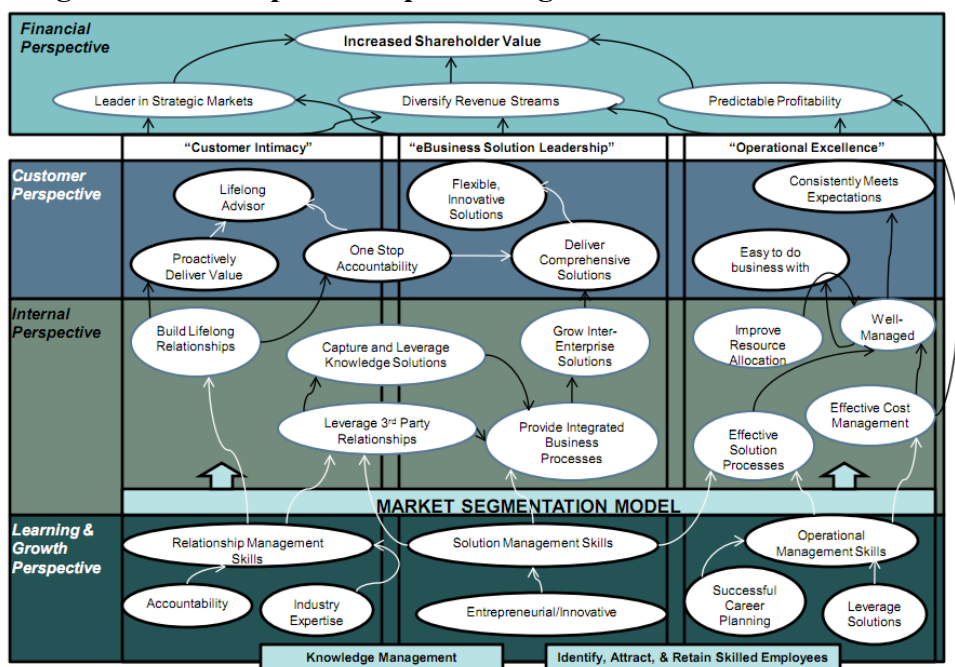 Financial
Perspective
Increased Shareholder Value
Leader in Strategic Markets
Diversify Revenue Streams
Predictable Profitability
“Customer Intimacy”
“eBusiness Solution Leadership”
“Operational Excellence”
Customer
Perspective
Lifelong
Advisor
Flexible,
Innovative
Solutions
Consistently Meets
Expectations
Proactively
Deliver Value
One Stop
Accountability
Deliver
Comprehensive
Solutions
Easy to do
business with
Internal
Perspective
Build Lifelong
Relationships
Capture and Leverage
Knowledge Solutions
Grow Inter-
Enterprise
Solutions
Improve
Resource
Allocation
Well-
Managed
Leverage 3rd Party
Relationships
Provide Integrated
Business
Processes
Effective
Solution
Processes
Effective Cost
Management
MARKET SEGMENTATION MODEL
Learning &
Growth
Perspective
Relationship Management
Skills
Solution Management Skills
Operational
Management Skills
Accountability
Industry
Expertise
Entrepreneurial/Innovative
Successful
Career
Planning
Leverage
Solutions
Knowledge Management
Identify, Attract, & Retain Skilled Employees